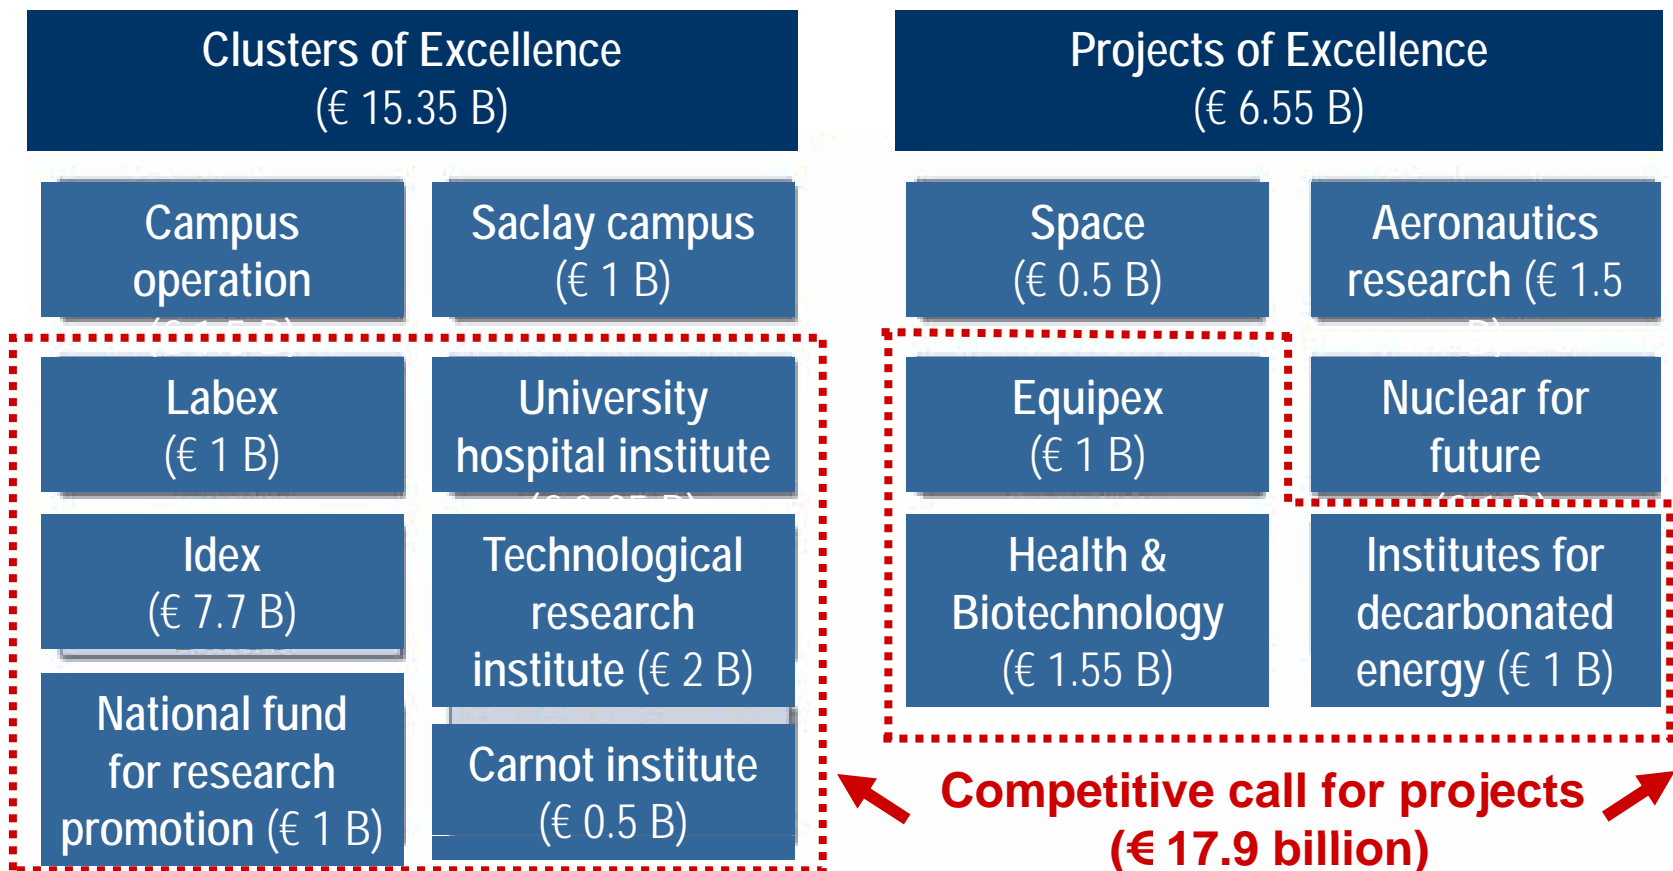 Clusters of Excellence
(€ 15.35 B)
Projects of Excellence
(€ 6.55 B)
Campus
operation
Saclay campus
(€ 1 B)
Space
(€ 0.5 B)
Aeronautics
research (€ 1.5
Labex
(€ 1 B)
University
hospital institute
Equipex
(€ 1 B)
Nuclear for
future
Idex
(€ 7.7 B)
Technological
research
institute (€ 2 B)
Health &
Biotechnology
(€ 1.55 B)
Institutes for
decarbonated
energy (€ 1 B)
National fund
for research
promotion (€ 1 B)
Carnot institute
(€ 0.5 B)
Competitive call for projects
(€ 17.9 billion)